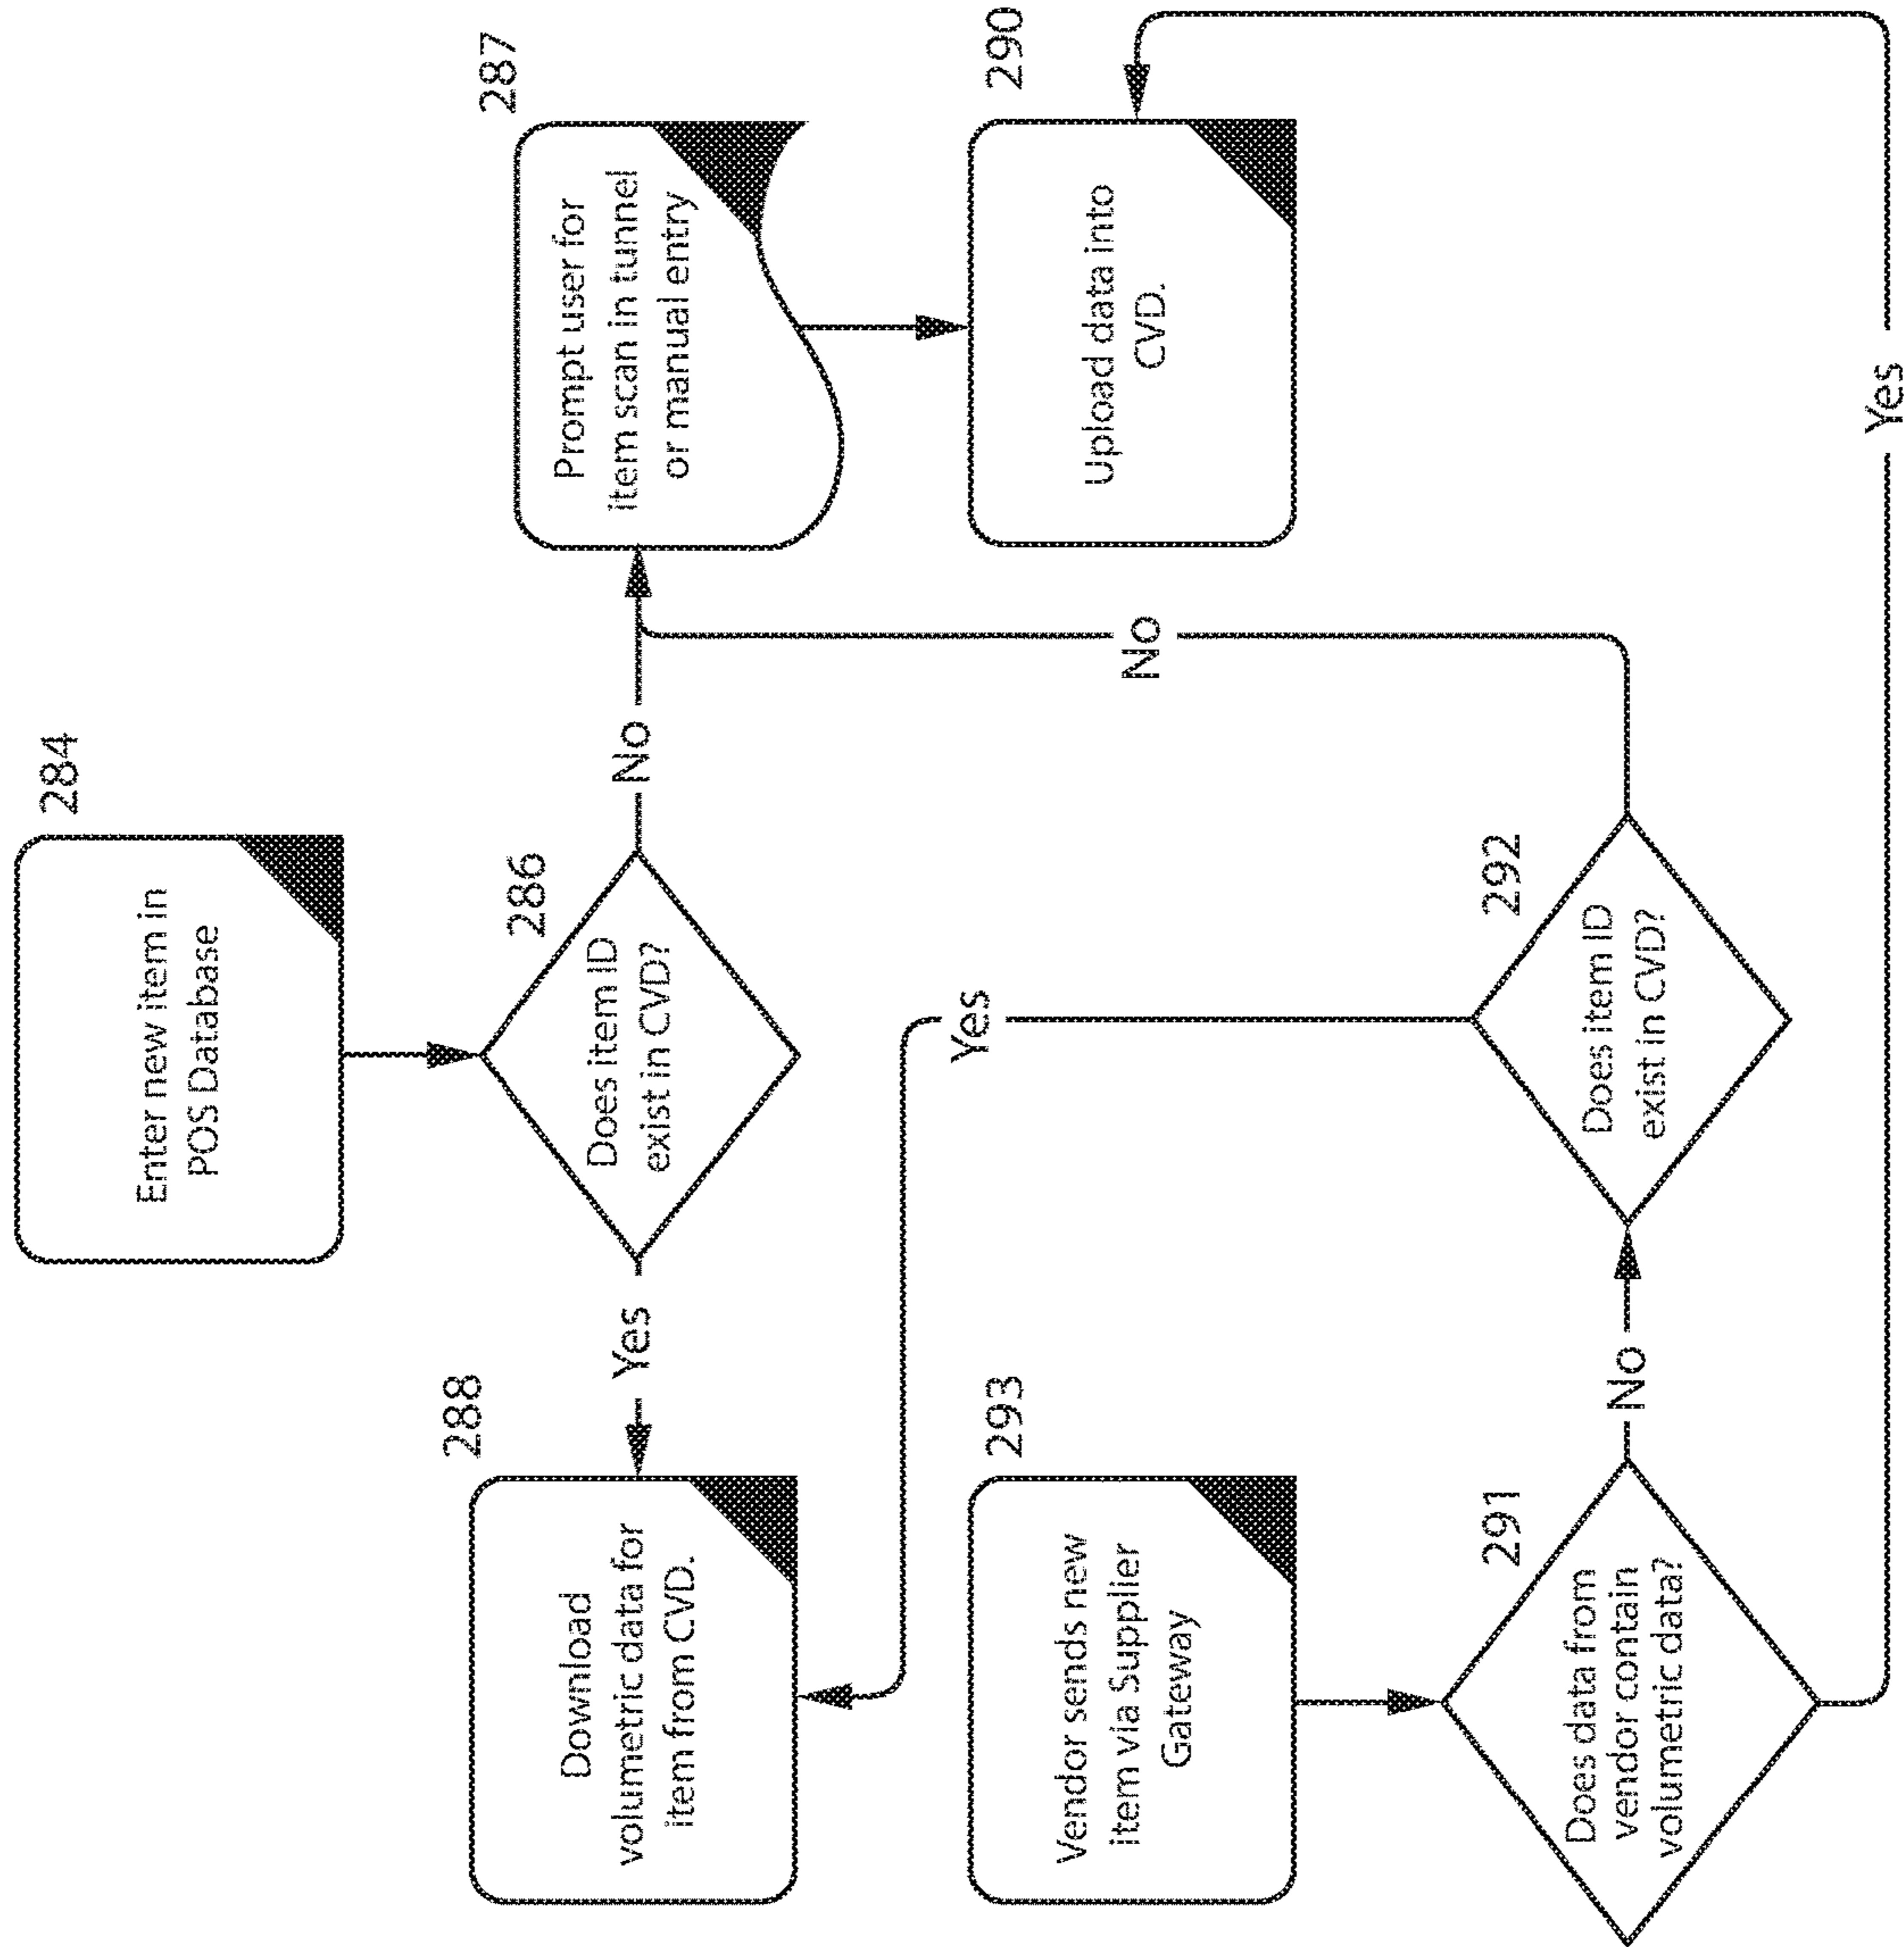 284
Enter new item in
POS Database
288
Download
volumetric data for
item from CVD.
Yes
286
Does item ID
exist in CVD?
No
287
Prompt user for
item scan in tunnel
or manual entry
293
Vendor sends new
item via Supplier
Gateway
Yes
No
290
Upload data into
CVD.
291
Does data from
vendor contain
volumetric data?
No
292
Does item ID
exist in CVD?
Yes